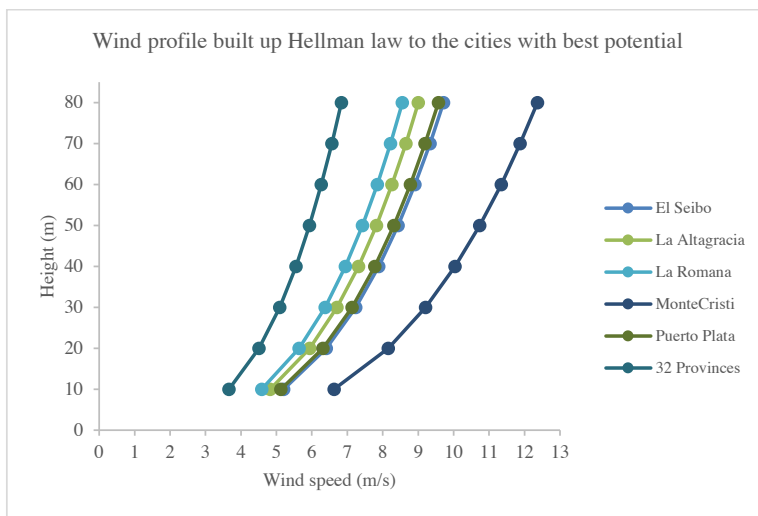 Wind profile built up Hellman law to the cities with best potential
80
70
60
50
40
30
20
10
0
Height (m)
0 1 2 3 4 5 6 7 8 9 10 11 12 13
Wind speed (m/s)
El Seibo
La Altagracia
La Romana
MonteCristi
Puerto Plata
32 Provinces